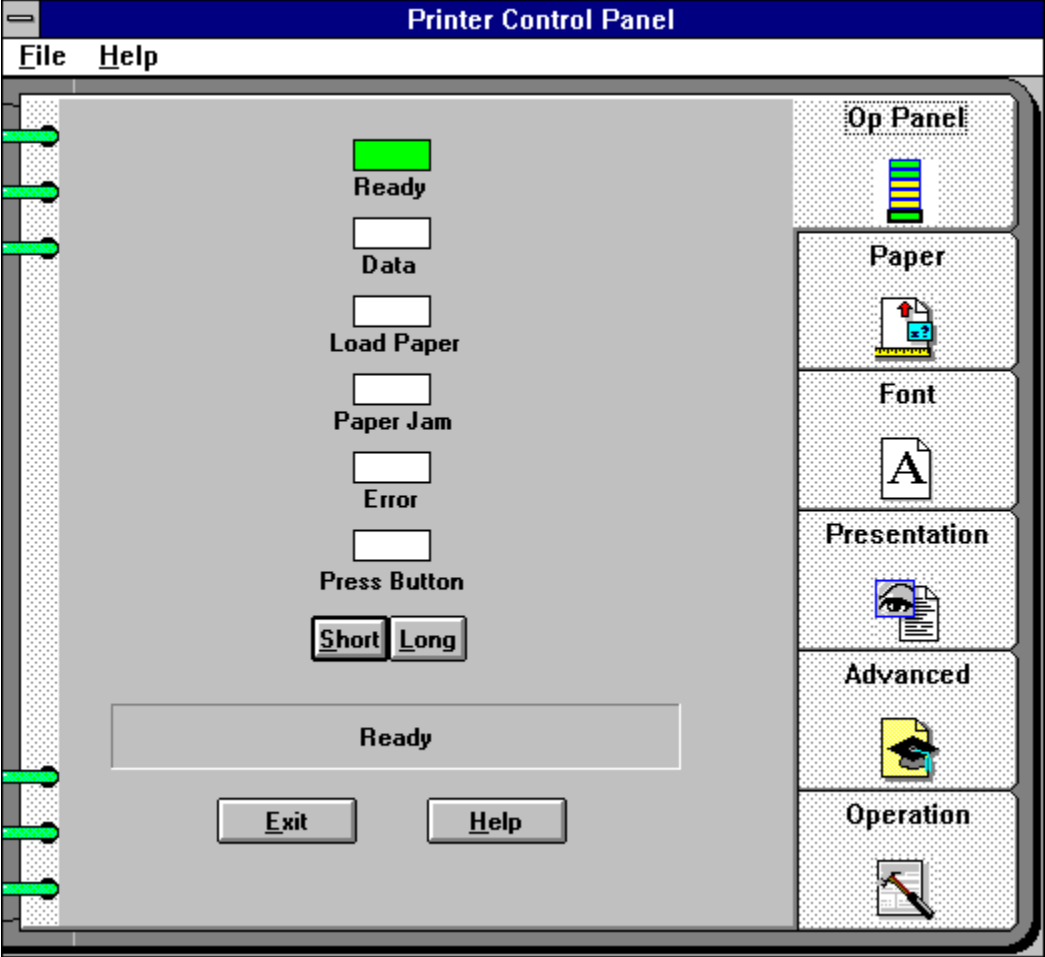 Printer Control Panel
File Help
Op Panel
Ready
Data
Load Paper
Paper Jam
Error
Press Button
Short Long
Ready
Exit Help
Paper
x?
Font
A
Presentation
Advanced
Operation